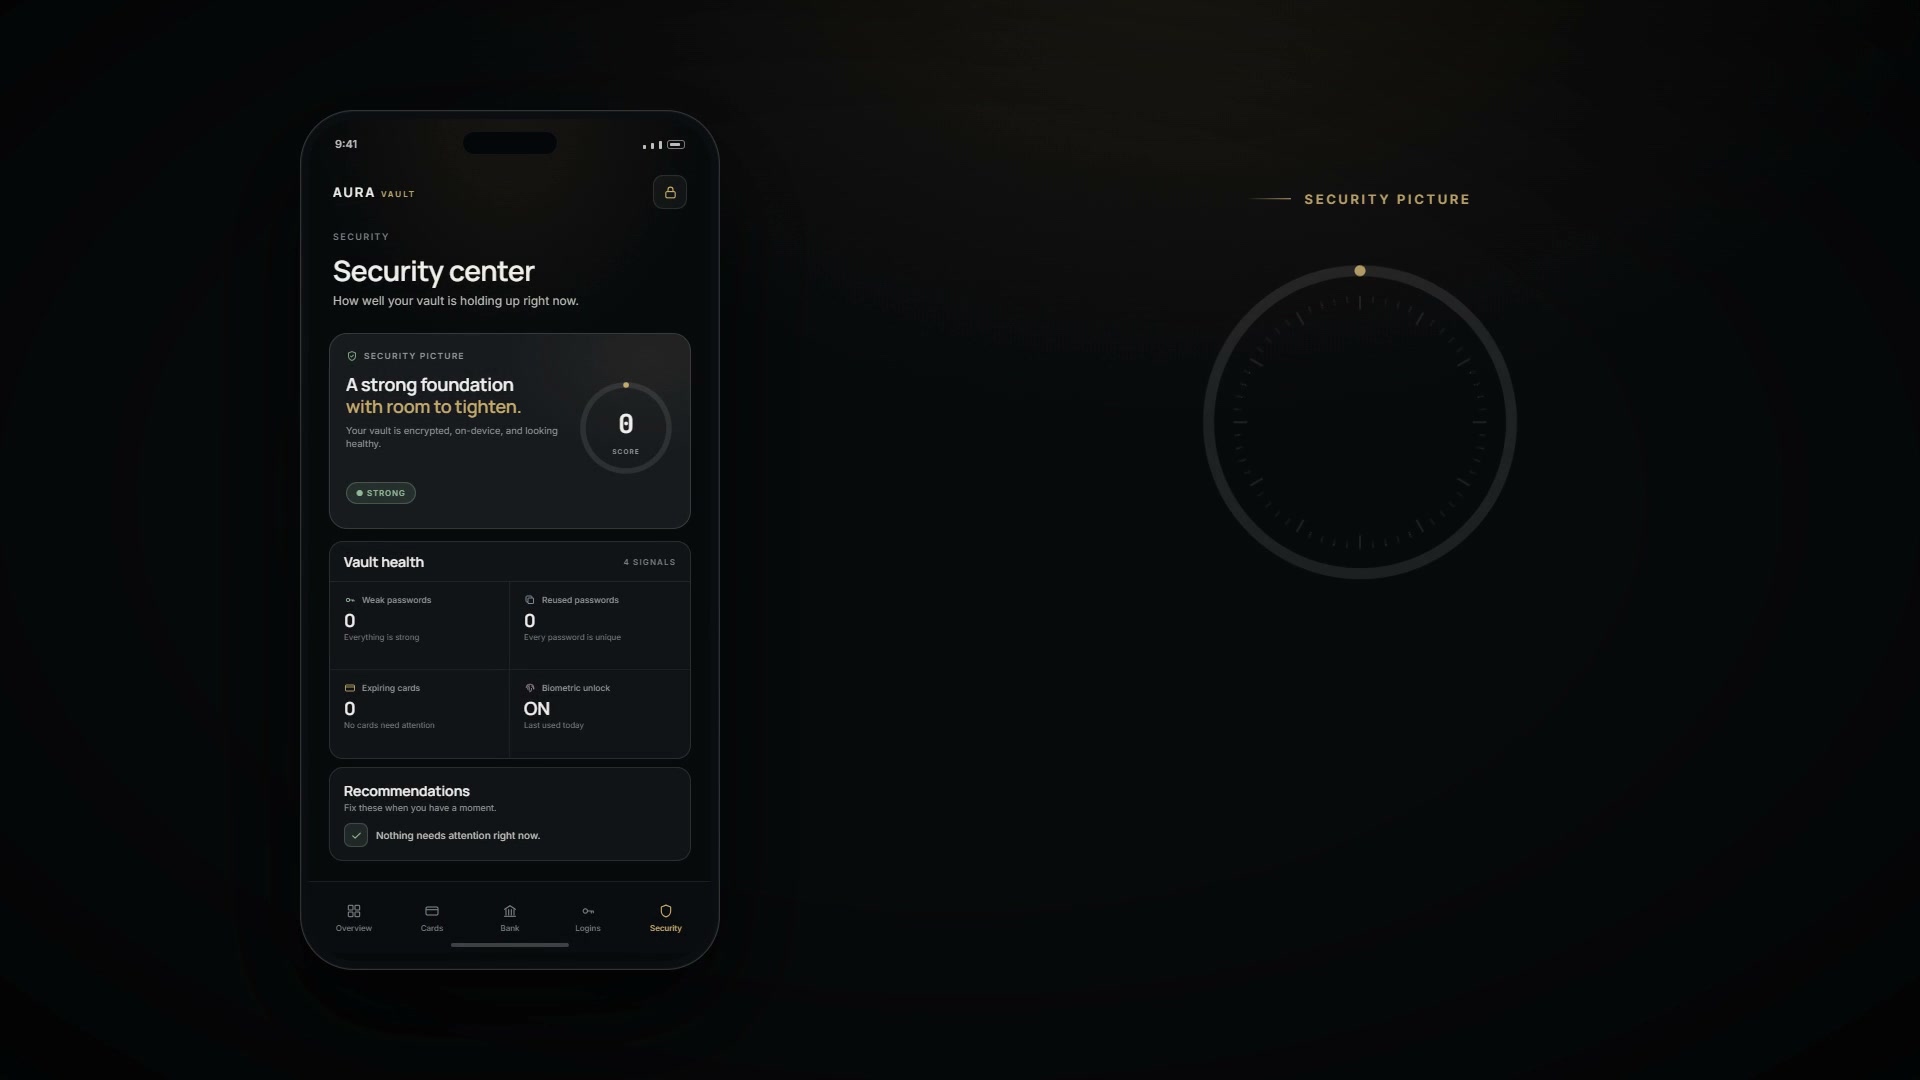 9:41
AURA VAULT
SECURITY
Security center
How well your vault is holding up right now.
SECURITY PICTURE
A strong foundation
with room to tighten.
Your vault is encrypted, on-device, and looking
healthy.
0
SCORE
STRONG
Vault health
4 SIGNALS
Weak passwords
0
Everything is strong
Reused passwords
0
Every password is unique
Expiring cards
0
No cards need attention
Biometric unlock
ON
Last used today
Recommendations
Fix these when you have a moment.
Nothing needs attention right now.
Overview
Cards
Bank
Logins
Security
SECURITY PICTURE